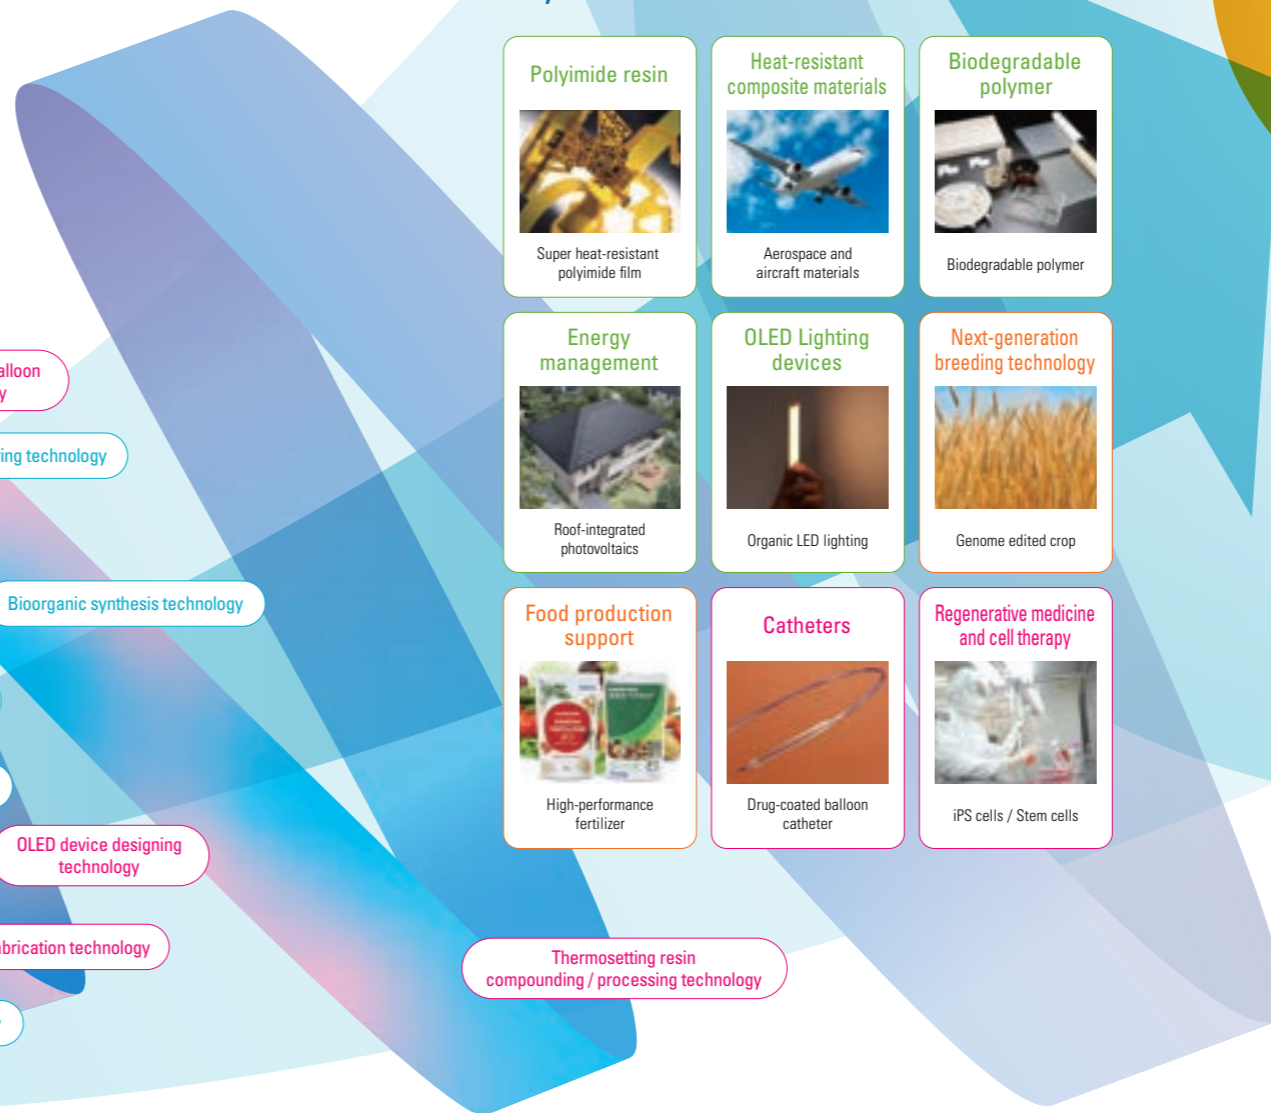 Polyimide resin
Super heat-resistant
polyimide film
Heat-resistant
composite materials
Aerospace and
aircraft materials
Biodegradable
polymer
Biodegradable polymer
Energy
management
Roof-integrated
photovoltaics
OLED Lighting
devices
Organic LED lighting
Next-generation
breeding technology
Genome edited crop
Food production
support
High-performance
fertilizer
Catheters
Drug-coated balloon
catheter
Regenerative medicine
and cell therapy
iPS cells / Stem cells
technology
Bioorganic synthesis technology
OLED device designing
technology
technology
Thermosetting resin
compounding / processing technology